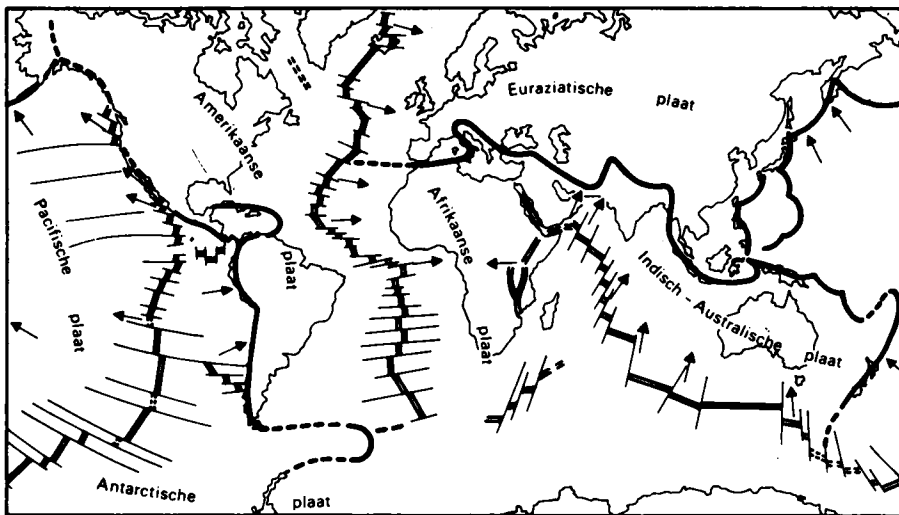 Euraziatische plaat
Amerikaanse plaat
Pacifische plaat
Afrikaanse plaat
Indisch - Australische plaat
Antarctische plaat